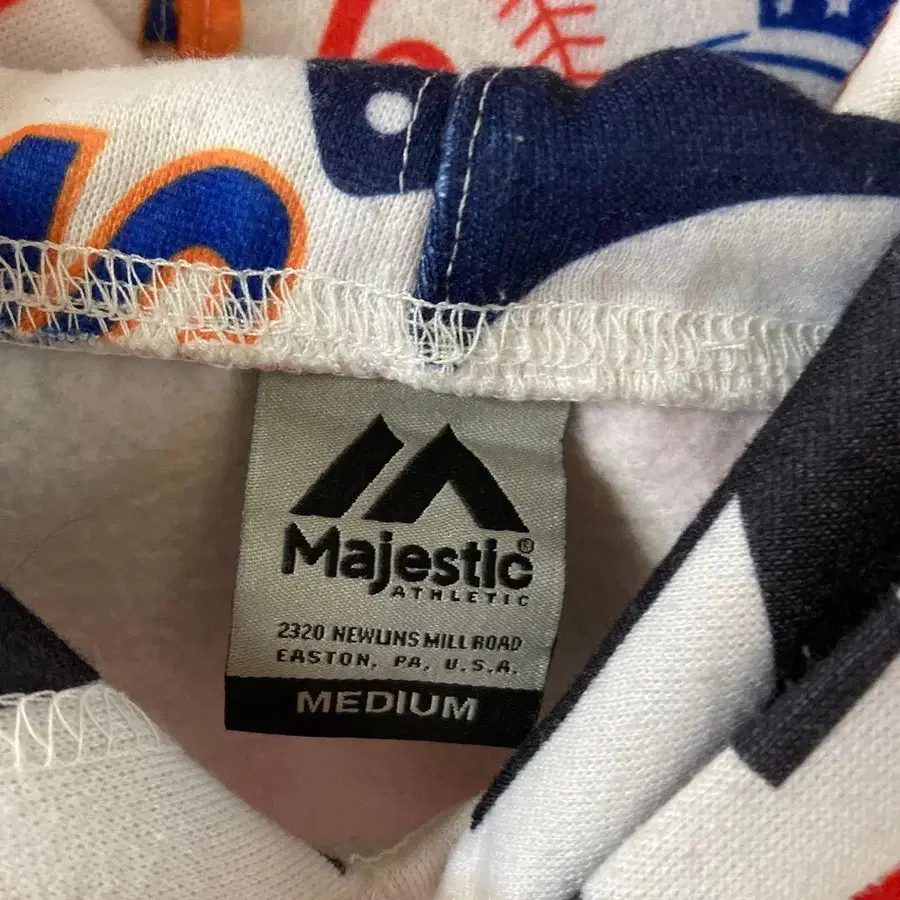 Majestic®
ATHLETIC
2320 NEWLINS MILL ROAD
EASTON, PA, U.S.A.
MEDIUM